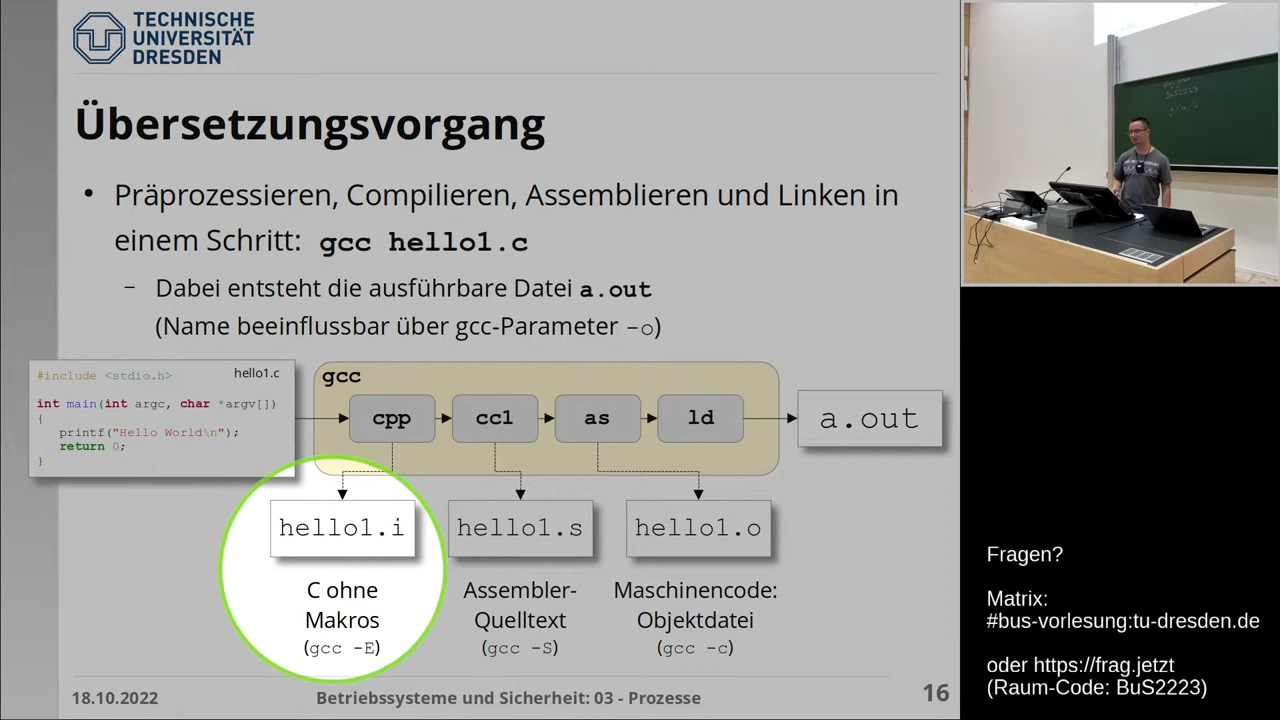 TECHNISCHE
UNIVERSITÄT
DRESDEN
Übersetzungsvorgang
• Präprozessieren, Compilieren, Assemblieren und Linken in
einem Schritt: gcc hello1.c
– Dabei entsteht die ausführbare Datei a.out
(Name beeinflussbar über gcc-Parameter -o)
hello1.c
#include <stdio.h>
int main(int argc, char *argv[])
{
printf("Hello World\n");
return 0;
}
gcc
cpp
cc1
as
ld
a.out
hello1.i
hello1.s
hello1.o
C ohne
Makros
(gcc -E)
Assembler-
Quelltext
(gcc -S)
Maschinencode:
Objektdatei
(gcc -c)
18.10.2022
Betriebssysteme und Sicherheit: 03 - Prozesse
16
Fragen?
Matrix:
#bus-vorlesung:tu-dresden.de
oder https://frag.jetzt
(Raum-Code: BuS2223)